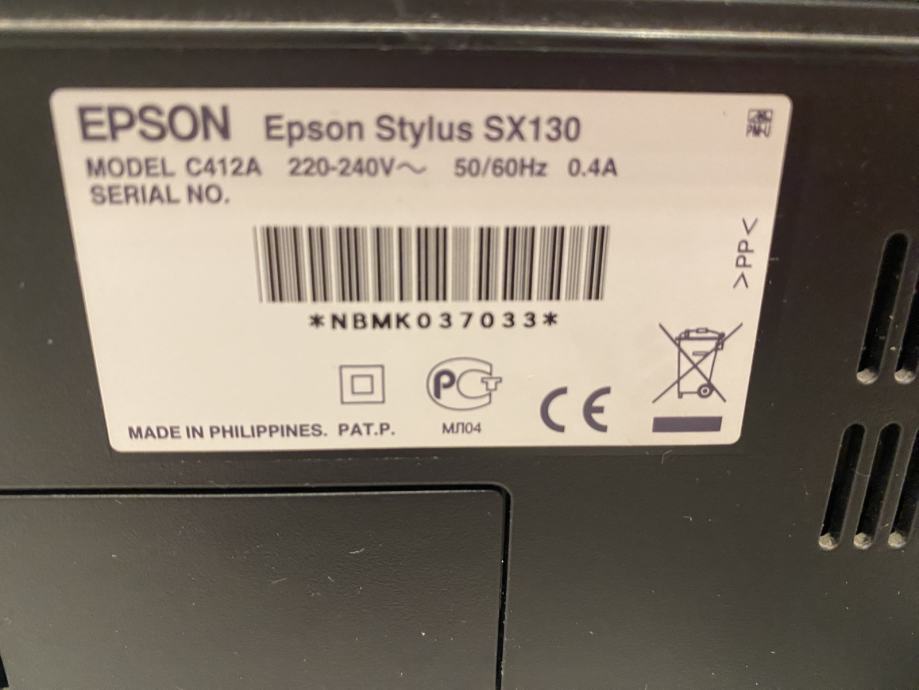 EPSON Epson Stylus SX130
MODEL C412A 220-240V~ 50/60Hz 0.4A
SERIAL NO.
*NBMK037033*
>PP<
PCT
CE
MADE IN PHILIPPINES. PAT.P. МЛ04